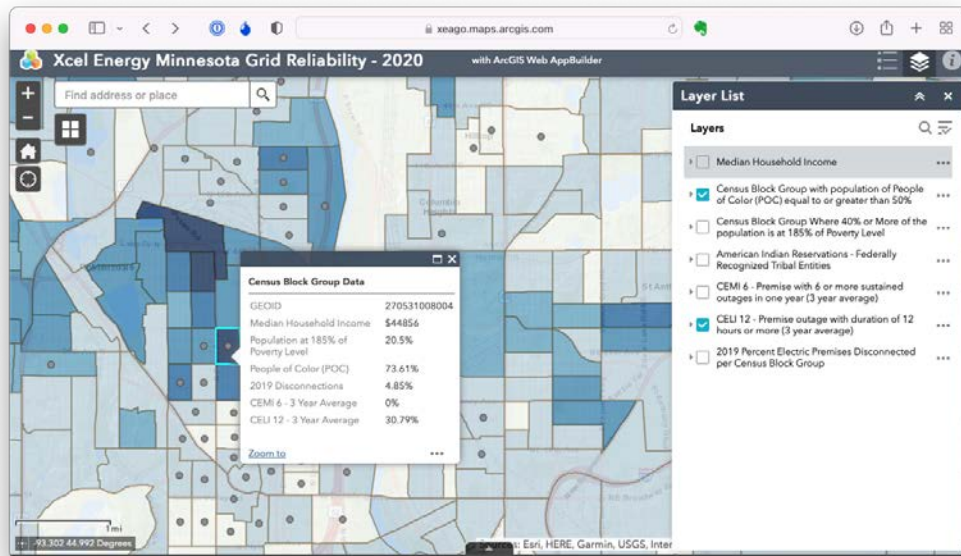 xeago.maps.arcgis.com
Xcel Energy Minnesota Grid Reliability - 2020
with ArcGIS Web AppBuilder
+
−
Find address or place
Layer List
Layers
Median Household Income
Census Block Group with population of People
of Color (POC) equal to or greater than 50%
Census Block Group Where 40% or More of the
population is at 185% of Poverty Level
American Indian Reservations - Federally
Recognized Tribal Entities
CEMI 6 - Premise with 6 or more sustained
outages in one year (3 year average)
CELI 12 - Premise outage with duration of 12
hours or more (3 year average)
2019 Percent Electric Premises Disconnected
per Census Block Group
Hilltop
Columbia
Heights
St Anth
Census Block Group Data
GEOID 270531008004
Median Household Income $44856
Population at 185% of 20.5%
Poverty Level
People of Color (POC) 73.61%
2019 Disconnections 4.85%
CEMI 6 - 3 Year Average 0%
CELI 12 - 3 Year Average 30.79%
Zoom to
1mi
-93.302 44.992 Degrees
Sources: Esri, HERE, Garmin, USGS, Inter